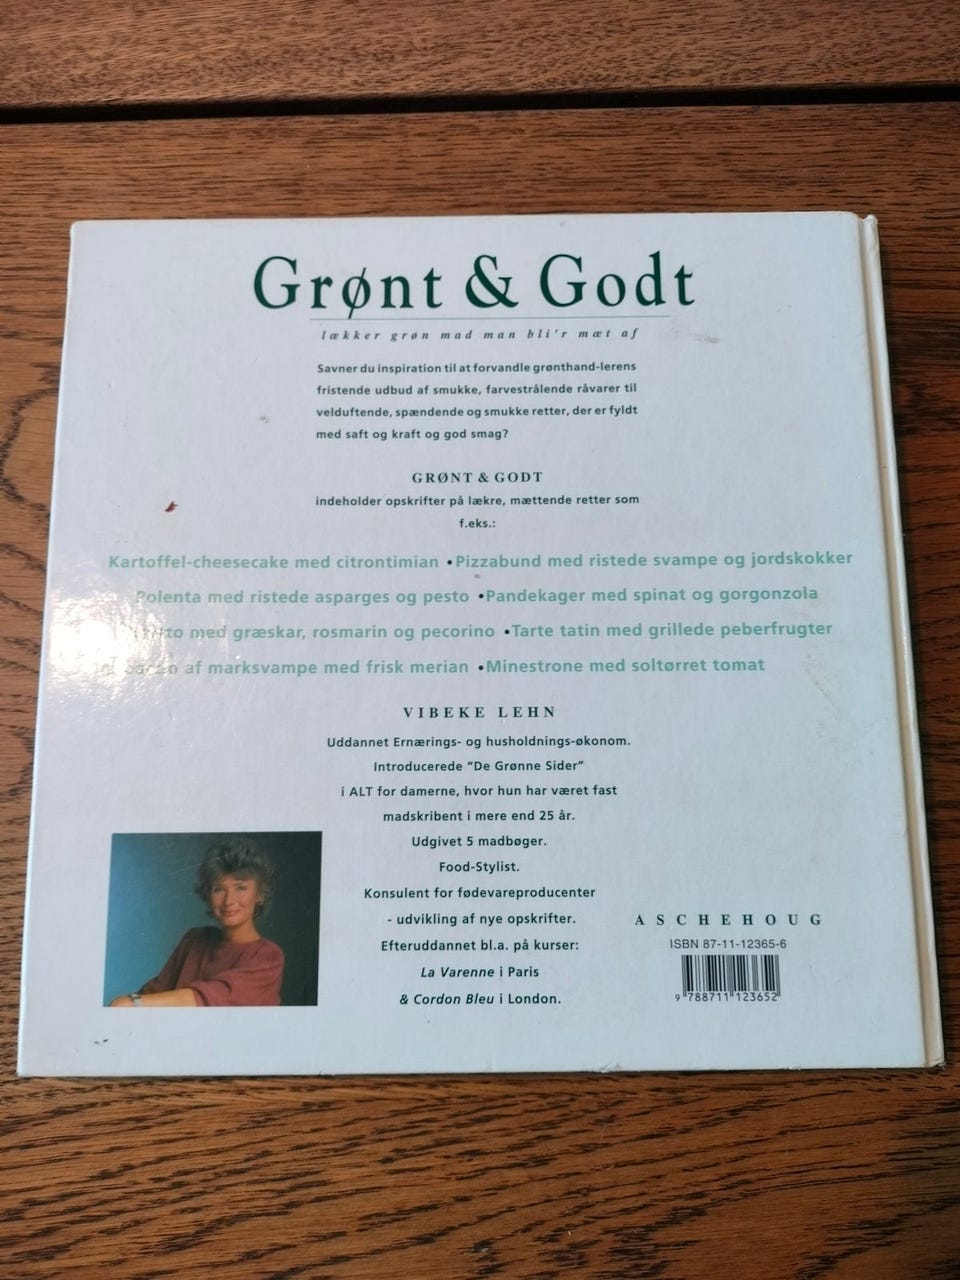 Grønt & Godt
lækker grøn mad man bli'r mæt af
Savner du inspiration til at forvandle grønthand-lerens
fristende udbud af smukke, farvestrålende råvarer til
velduftende, spændende og smukke retter, der er fyldt
med saft og kraft og god smag?
GRØNT & GODT
indeholder opskrifter på lækre, mættende retter som
f.eks.:
Kartoffel-cheesecake med citrontimian • Pizzabund med ristede svampe og jordskokker
Polenta med ristede asparges og pesto • Pandekager med spinat og gorgonzola
med græskar, rosmarin og pecorino • Tarte tatin med grillede peberfrugter
af marksvampe med frisk merian • Minestrone med soltørret tomat
VIBEKE LEHN
Uddannet Ernærings- og husholdnings-økonom.
Introducerede "De Grønne Sider"
i ALT for damerne, hvor hun har været fast
madskribent i mere end 25 år.
Udgivet 5 madbøger.
Food-Stylist.
Konsulent for fødevareproducenter
- udvikling af nye opskrifter.
Efteruddannet bl.a. på kurser:
La Varenne i Paris
& Cordon Bleu i London.
ASCHEHOUG
ISBN 87-11-12365-6
9 788711 123652